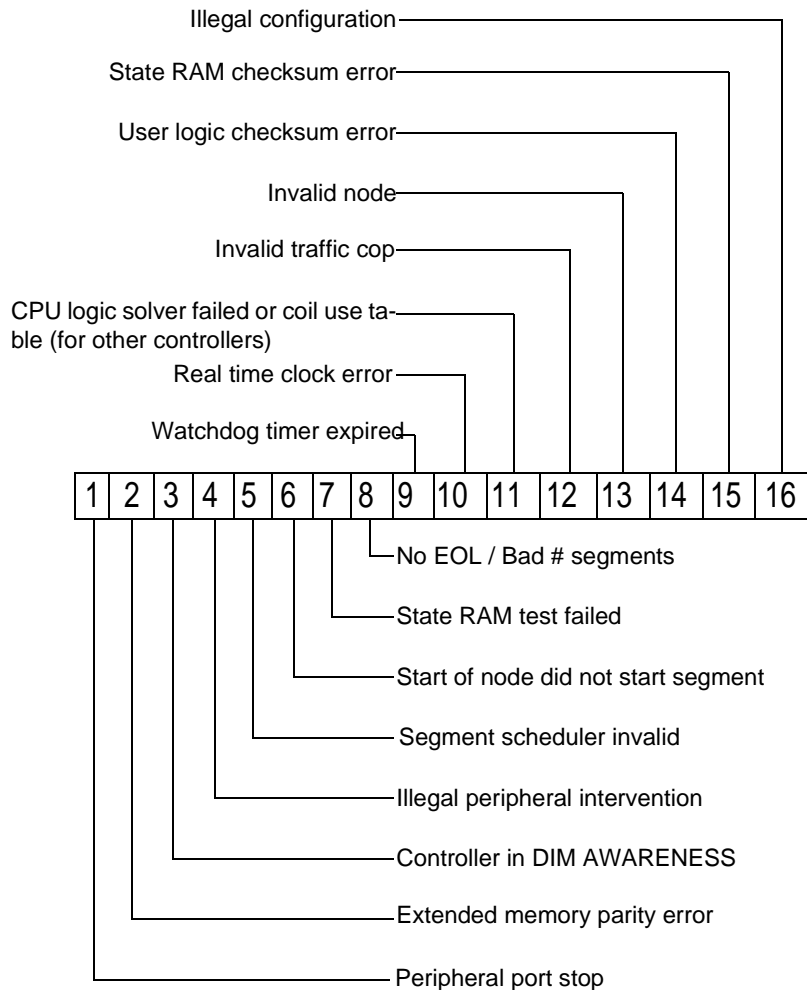 Illegal configuration
State RAM checksum error
User logic checksum error
Invalid node
Invalid traffic cop
CPU logic solver failed or coil use ta-
ble (for other controllers)
Real time clock error
Watchdog timer expired
1 2 3 4 5 6 7 8 9 10 11 12 13 14 15 16
No EOL / Bad # segments
State RAM test failed
Start of node did not start segment
Segment scheduler invalid
Illegal peripheral intervention
Controller in DIM AWARENESS
Extended memory parity error
Peripheral port stop